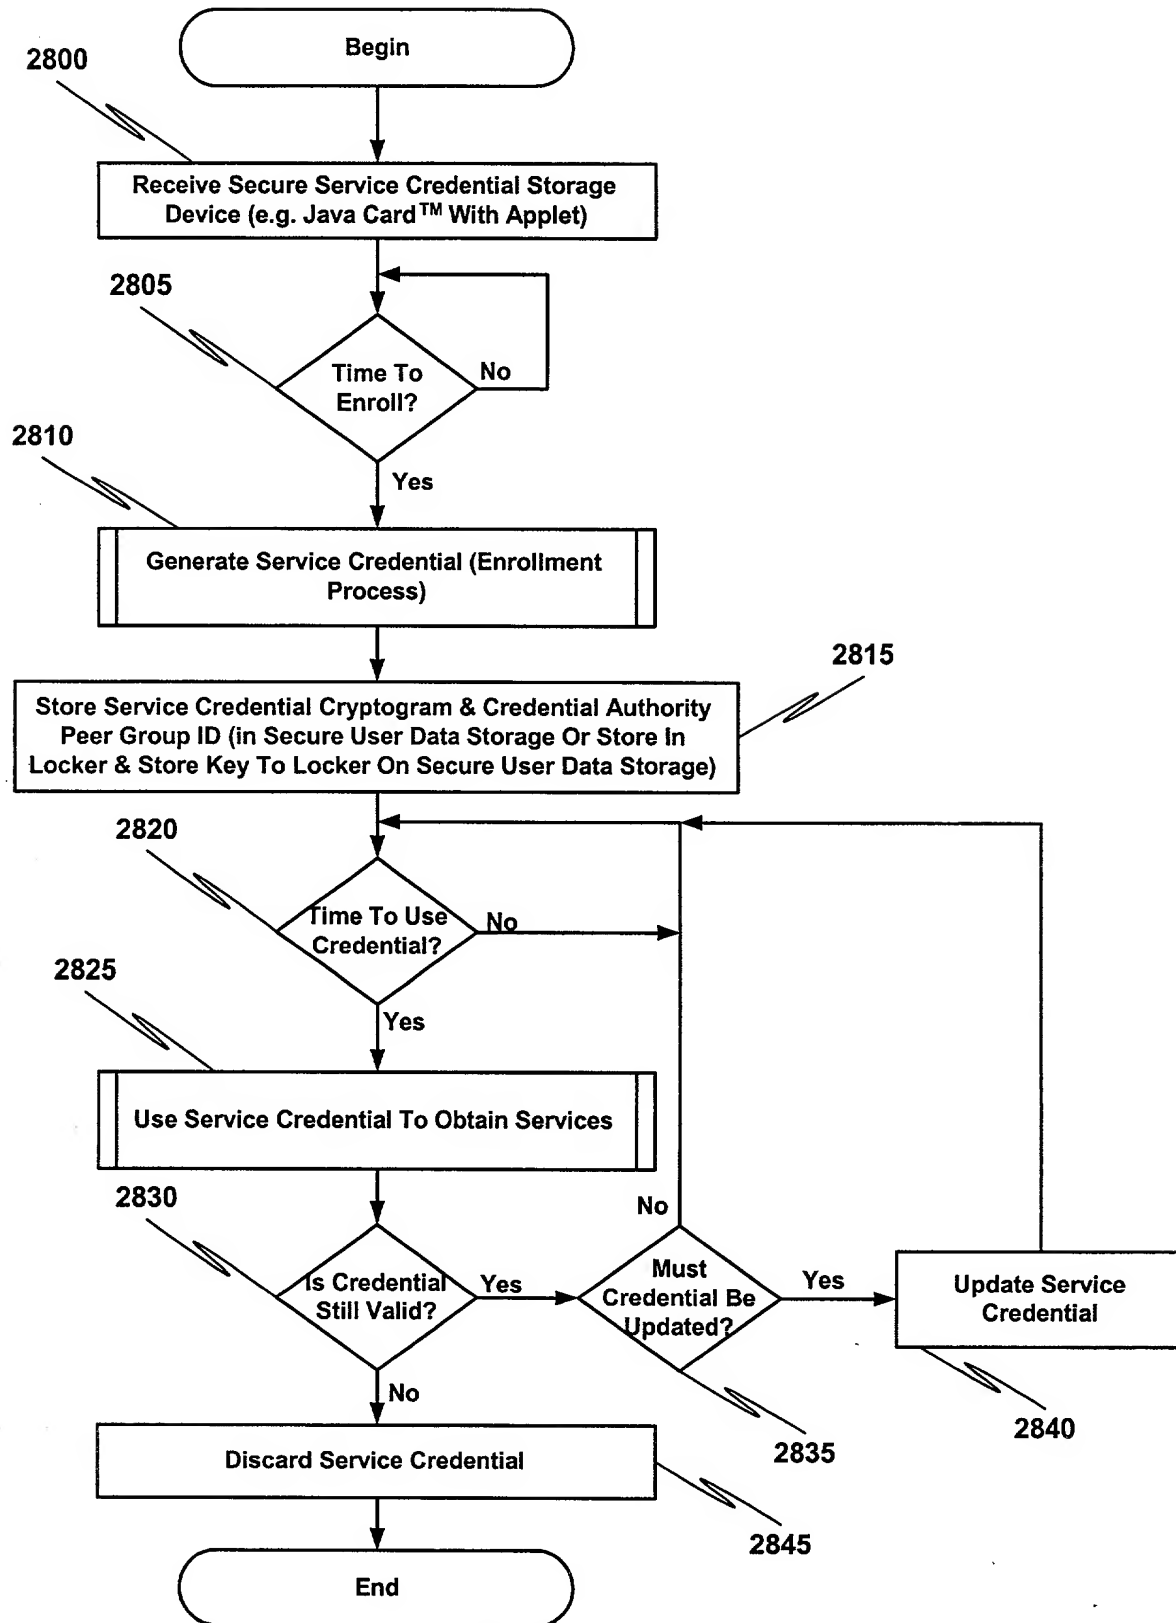 Begin
2800
Receive Secure Service Credential Storage
Device (e.g. Java Card™ With Applet)
2805
Time To
Enroll?
No
2810
Yes
Generate Service Credential (Enrollment
Process)
2815
Store Service Credential Cryptogram & Credential Authority
Peer Group ID (in Secure User Data Storage Or Store In
Locker & Store Key To Locker On Secure User Data Storage)
2820
Time To Use
Credential?
No
2825
Yes
Use Service Credential To Obtain Services
2830
No
Is Credential
Still Valid?
Yes
Must
Credential Be
Updated?
Yes
Update Service
Credential
No
2840
2835
Discard Service Credential
2845
End